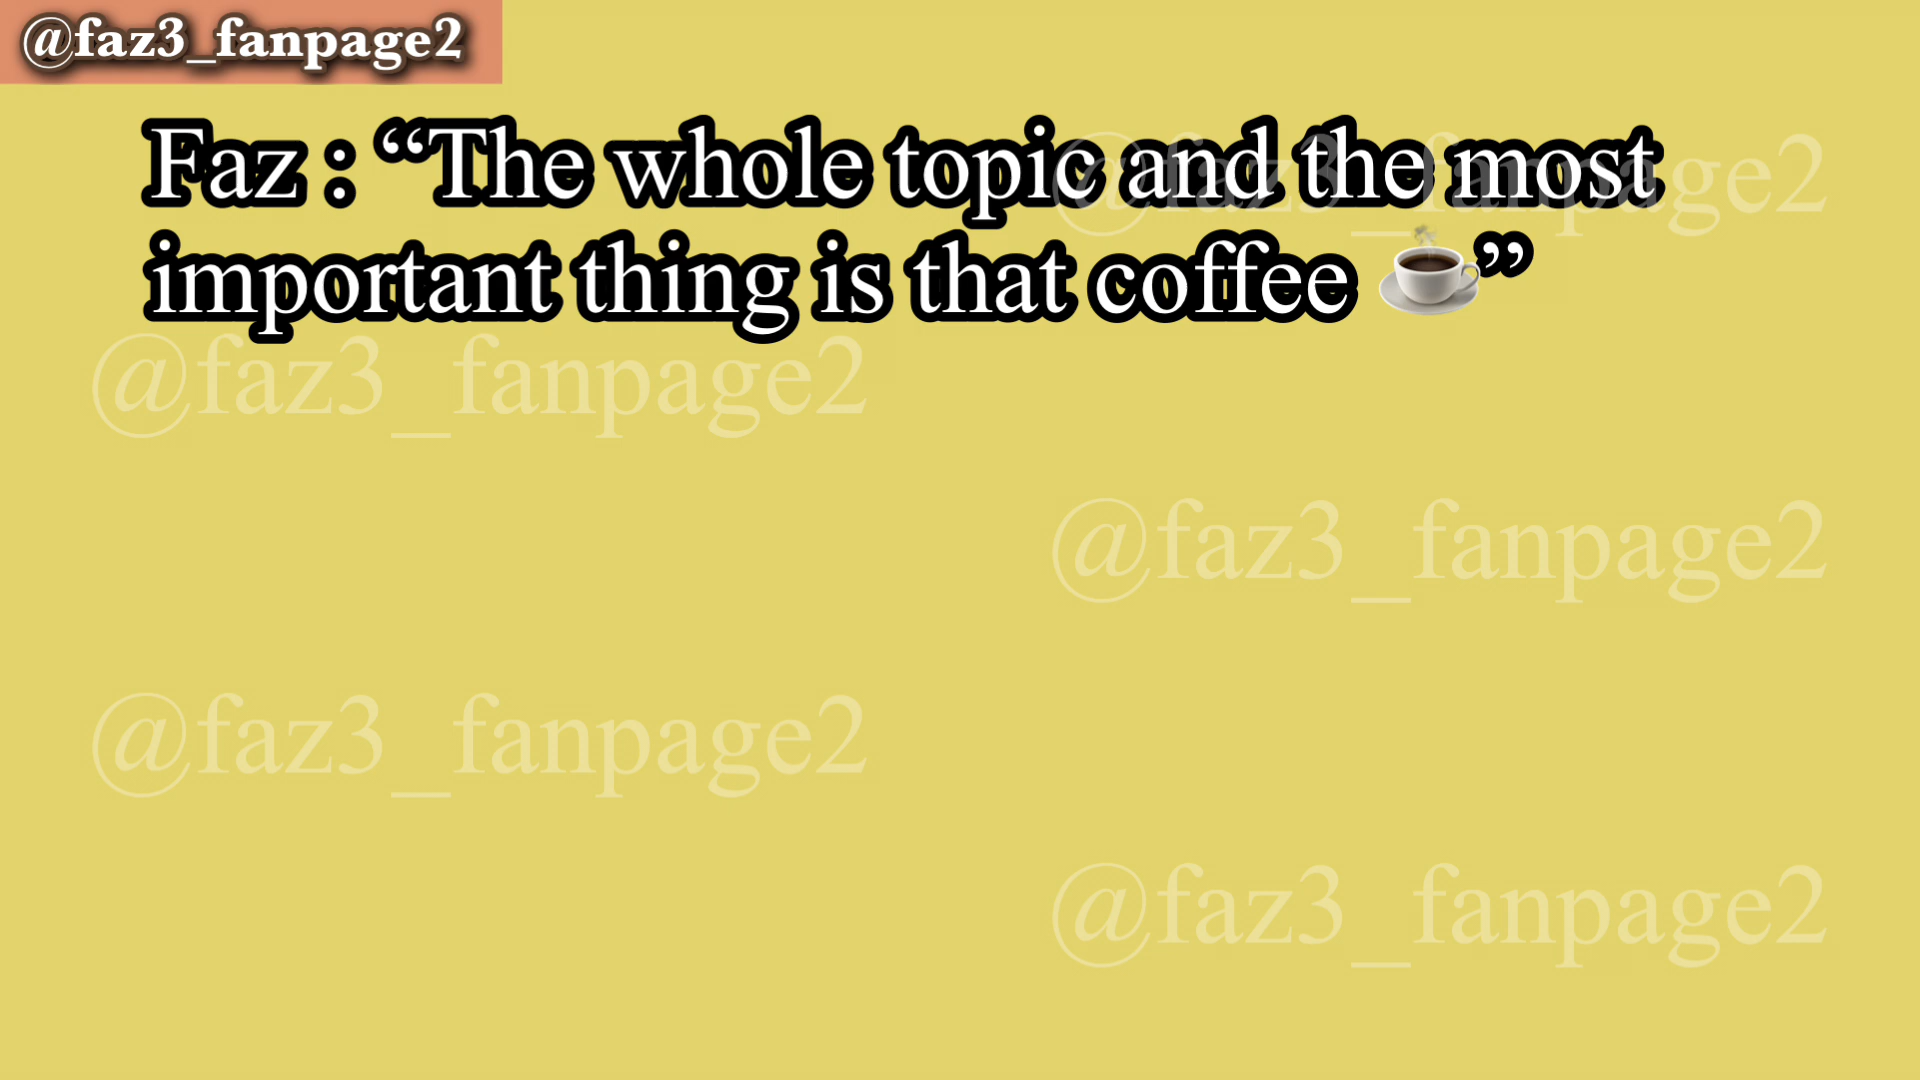 @faz3_fanpage2
Faz : “The whole topic and the most
important thing is that coffee ☕”
@faz3_fanpage2
@faz3_fanpage2
@faz3_fanpage2
@faz3_fanpage2
@faz3_fanpage2